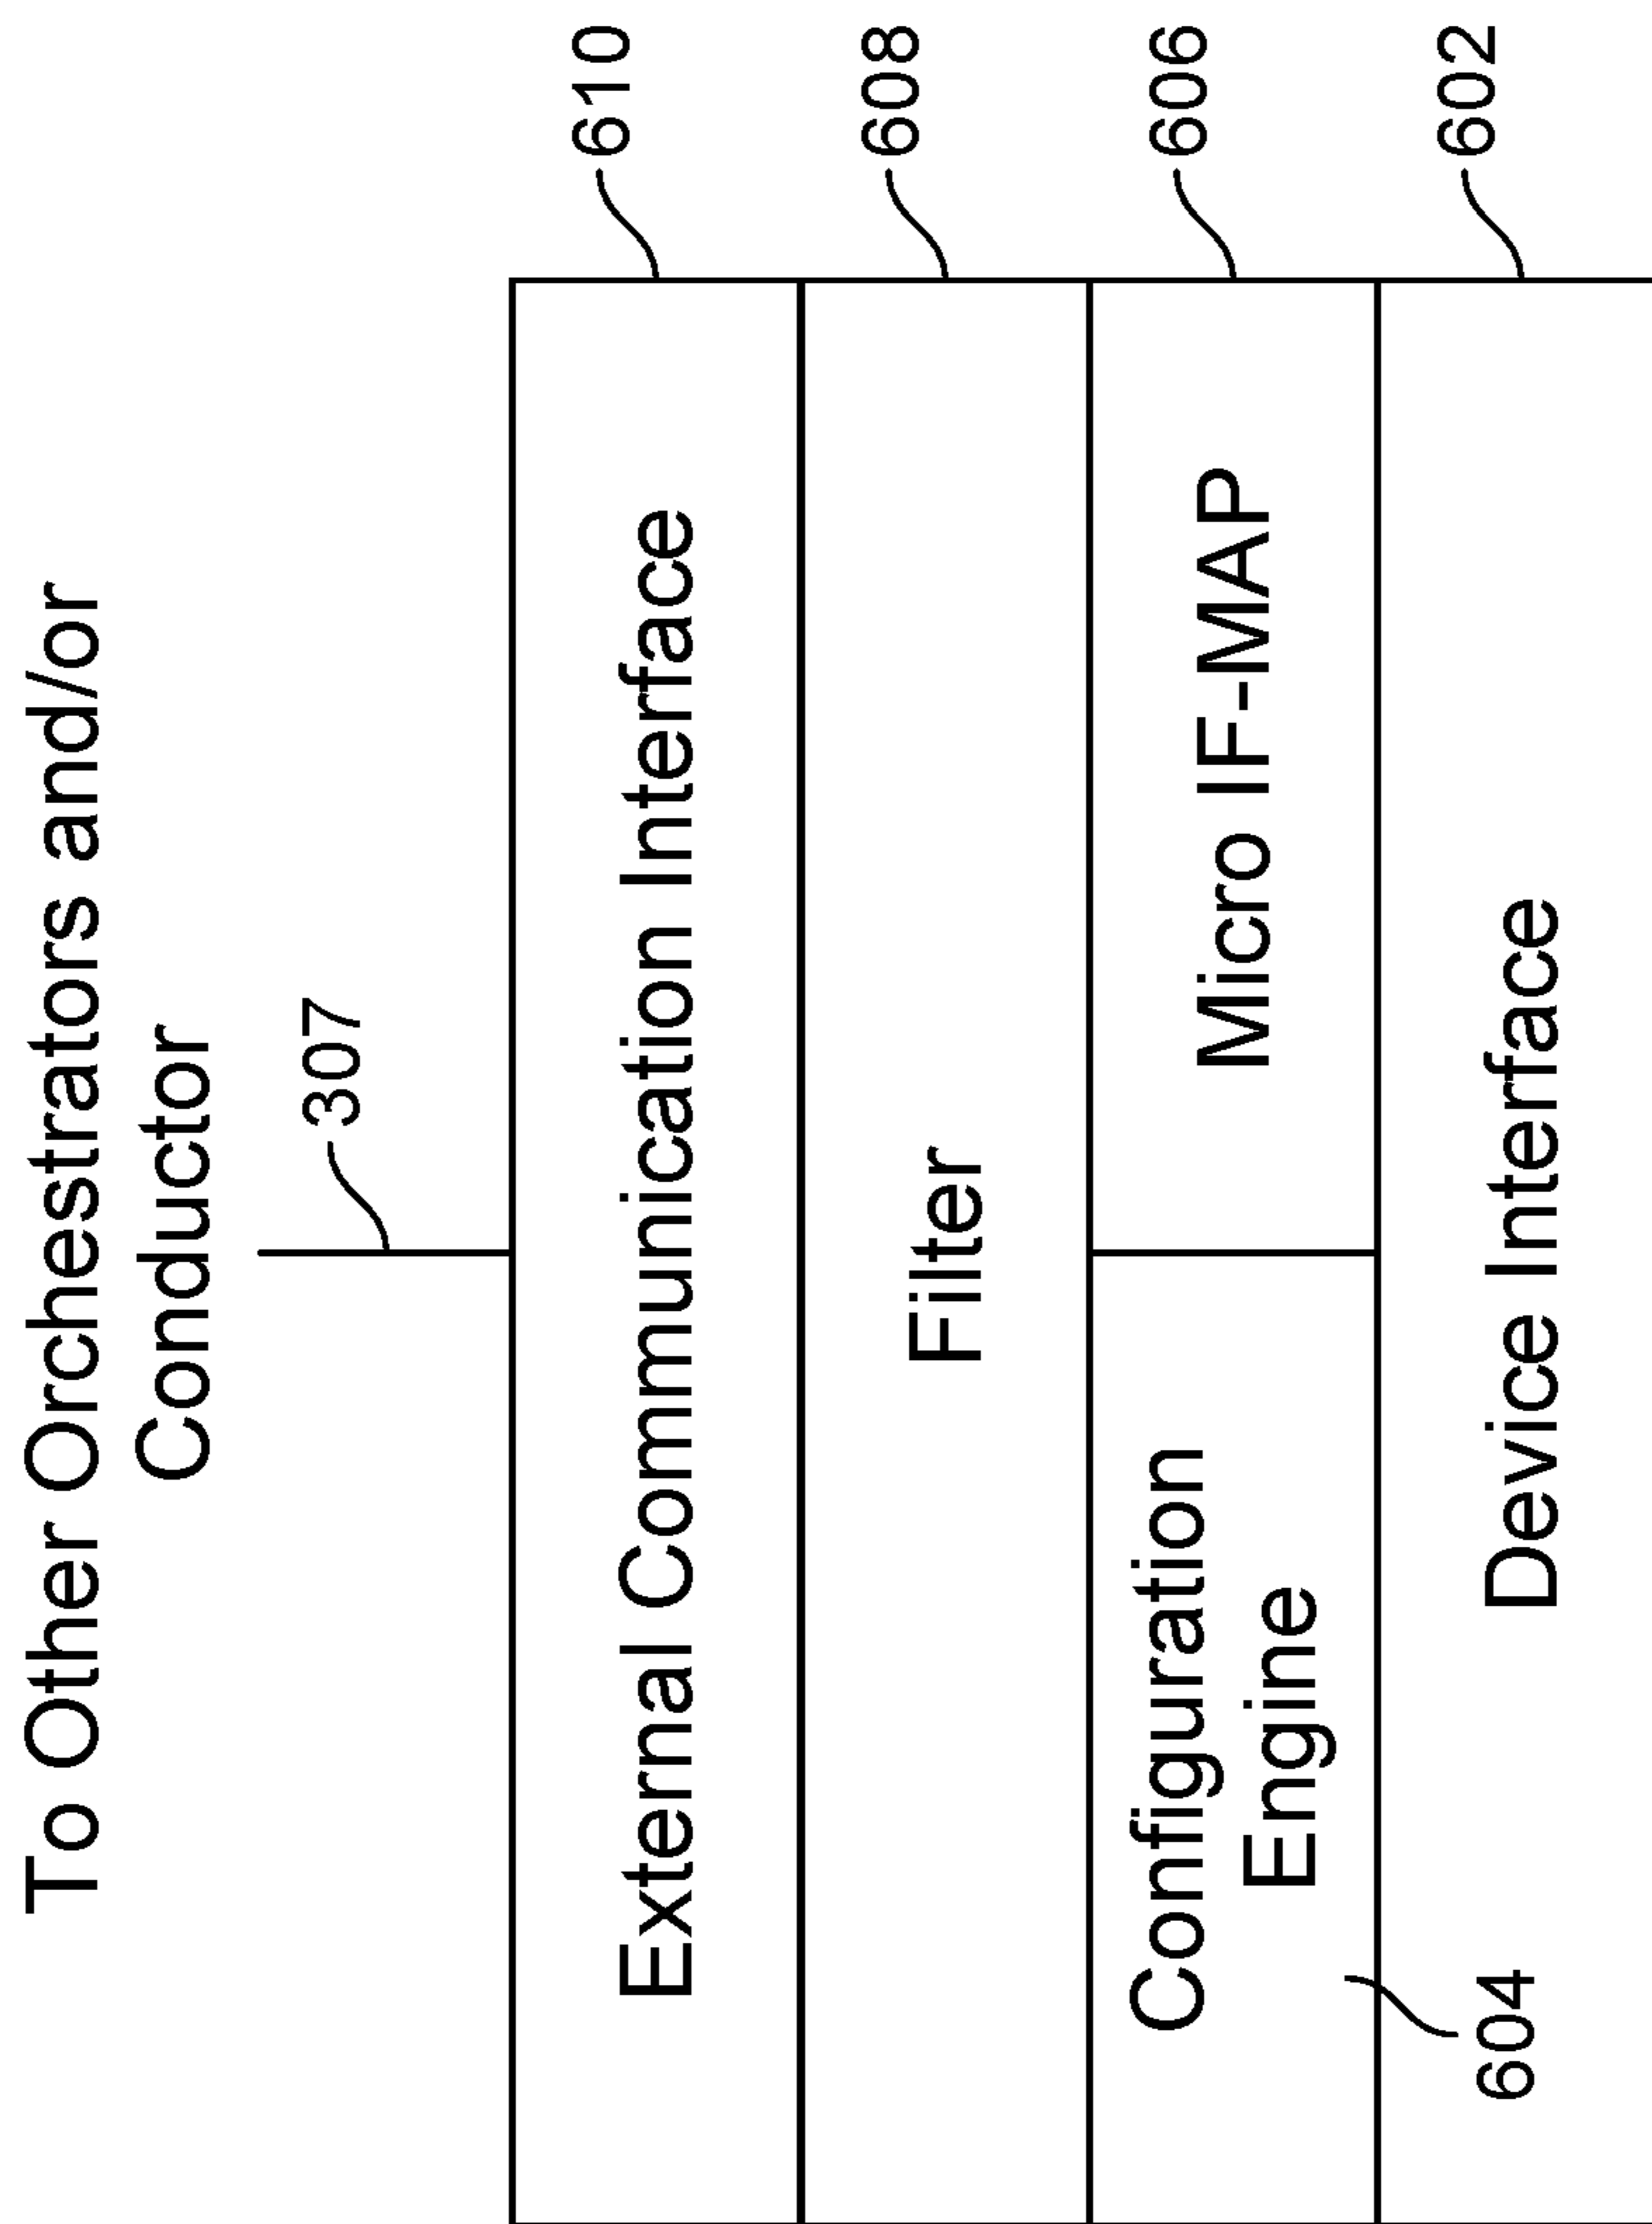 To Other Orchestrators and/or
Conductor
307
External Communication Interface
610
Filter
608
Configuration
Engine
Micro IF-MAP
606
604
Device Interface
602